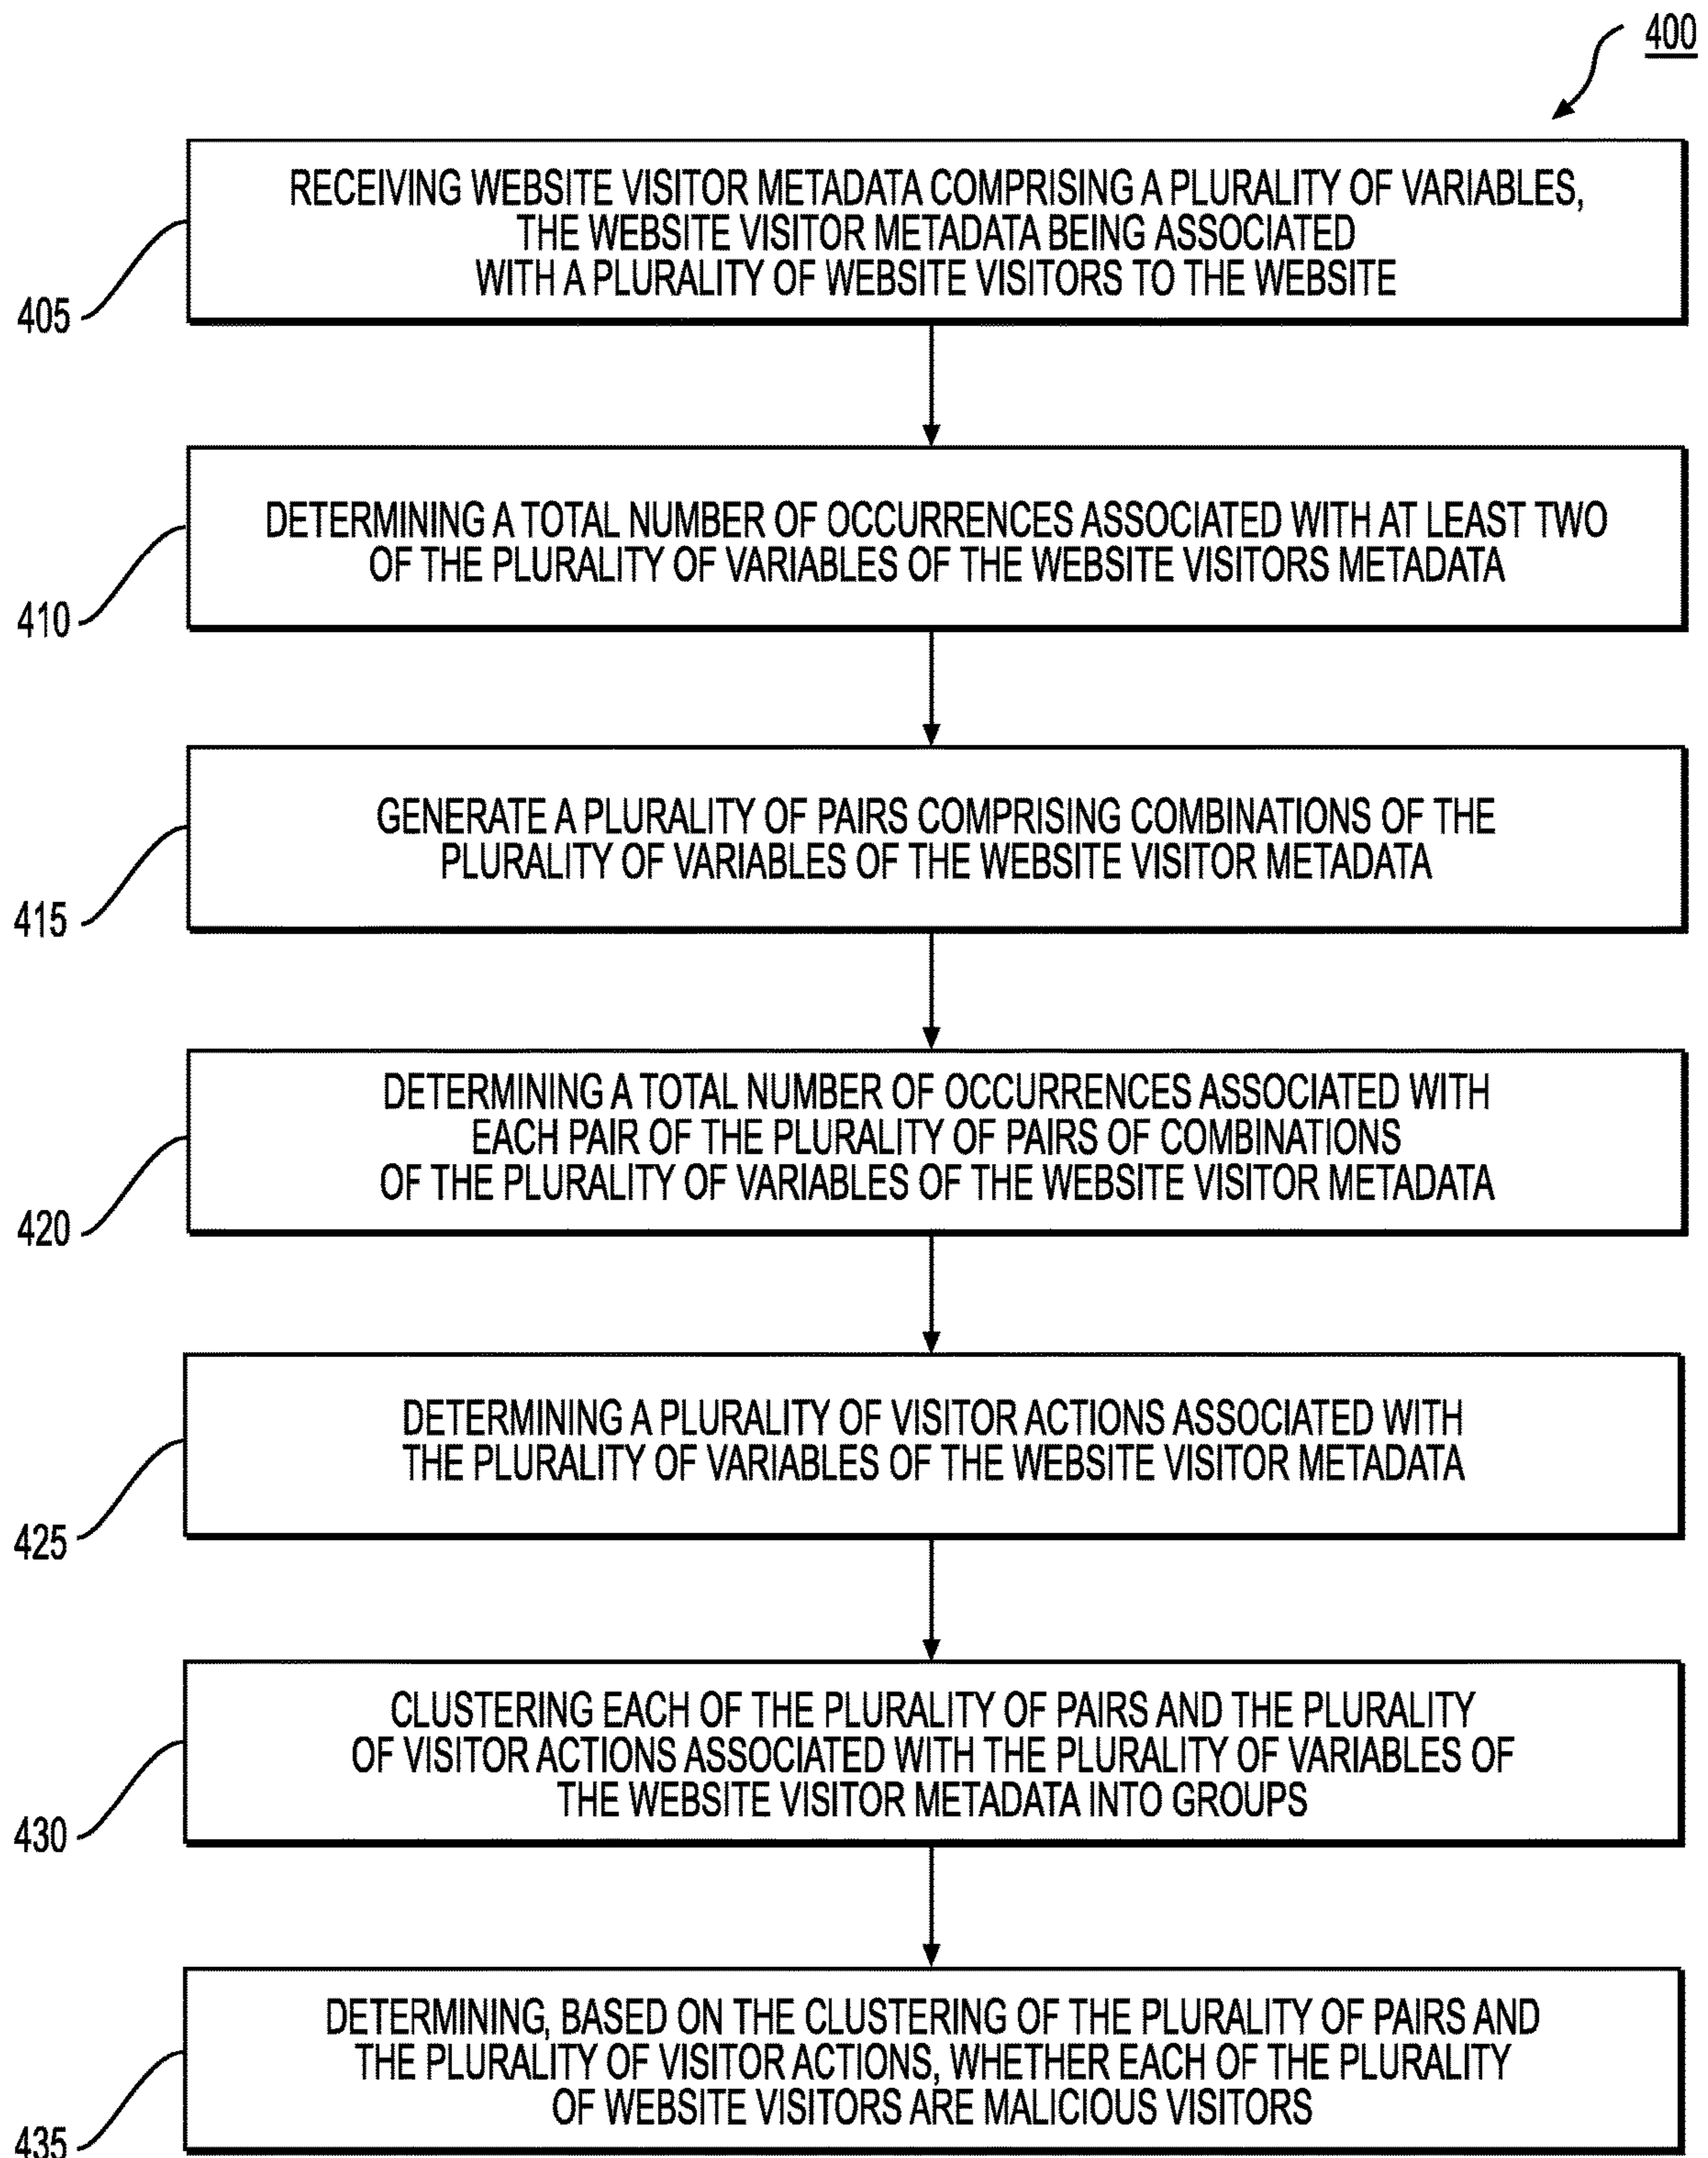 400
RECEIVING WEBSITE VISITOR METADATA COMPRISING A PLURALITY OF VARIABLES,
THE WEBSITE VISITOR METADATA BEING ASSOCIATED
WITH A PLURALITY OF WEBSITE VISITORS TO THE WEBSITE
405
DETERMINING A TOTAL NUMBER OF OCCURRENCES ASSOCIATED WITH AT LEAST TWO
OF THE PLURALITY OF VARIABLES OF THE WEBSITE VISITORS METADATA
410
GENERATE A PLURALITY OF PAIRS COMPRISING COMBINATIONS OF THE
PLURALITY OF VARIABLES OF THE WEBSITE VISITOR METADATA
415
DETERMINING A TOTAL NUMBER OF OCCURRENCES ASSOCIATED WITH
EACH PAIR OF THE PLURALITY OF PAIRS OF COMBINATIONS
OF THE PLURALITY OF VARIABLES OF THE WEBSITE VISITOR METADATA
420
DETERMINING A PLURALITY OF VISITOR ACTIONS ASSOCIATED WITH
THE PLURALITY OF VARIABLES OF THE WEBSITE VISITOR METADATA
425
CLUSTERING EACH OF THE PLURALITY OF PAIRS AND THE PLURALITY
OF VISITOR ACTIONS ASSOCIATED WITH THE PLURALITY OF VARIABLES OF
THE WEBSITE VISITOR METADATA INTO GROUPS
430
DETERMINING, BASED ON THE CLUSTERING OF THE PLURALITY OF PAIRS AND
THE PLURALITY OF VISITOR ACTIONS, WHETHER EACH OF THE PLURALITY
OF WEBSITE VISITORS ARE MALICIOUS VISITORS
435